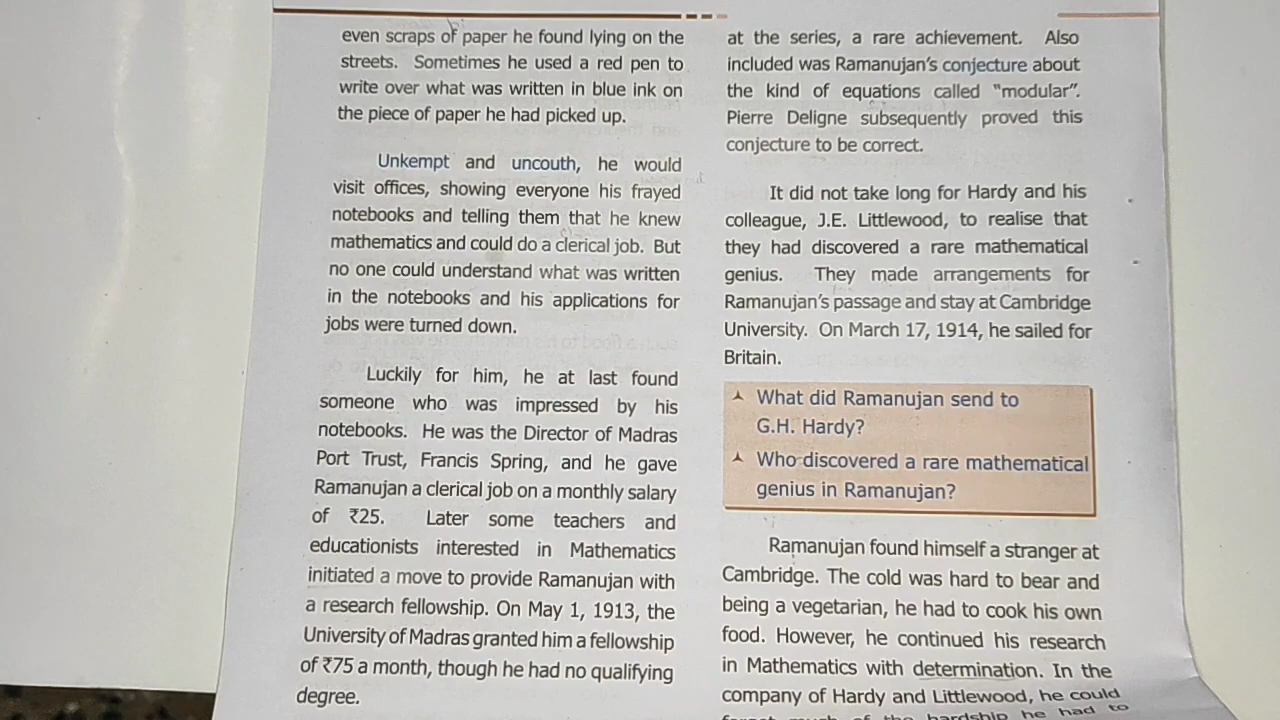 even scraps of paper he found lying on the
streets. Sometimes he used a red pen to
write over what was written in blue ink on
the piece of paper he had picked up.
Unkempt and uncouth, he would
visit offices, showing everyone his frayed
notebooks and telling them that he knew
mathematics and could do a clerical job. But
no one could understand what was written
in the notebooks and his applications for
jobs were turned down.
Luckily for him, he at last found
someone who was impressed by his
notebooks. He was the Director of Madras
Port Trust, Francis Spring, and he gave
Ramanujan a clerical job on a monthly salary
of ₹25. Later some teachers and
educationists interested in Mathematics
initiated a move to provide Ramanujan with
a research fellowship. On May 1, 1913, the
University of Madras granted him a fellowship
of ₹75 a month, though he had no qualifying
degree.
at the series, a rare achievement. Also
included was Ramanujan's conjecture about
the kind of equations called "modular".
Pierre Deligne subsequently proved this
conjecture to be correct.
It did not take long for Hardy and his
colleague, J.E. Littlewood, to realise that
they had discovered a rare mathematical
genius. They made arrangements for
Ramanujan's passage and stay at Cambridge
University. On March 17, 1914, he sailed for
Britain.
What did Ramanujan send to
G.H. Hardy?
Who discovered a rare mathematical
genius in Ramanujan?
Ramanujan found himself a stranger at
Cambridge. The cold was hard to bear and
being a vegetarian, he had to cook his own
food. However, he continued his research
in Mathematics with determination. In the
company of Hardy and Littlewood, he could
hardship he had to